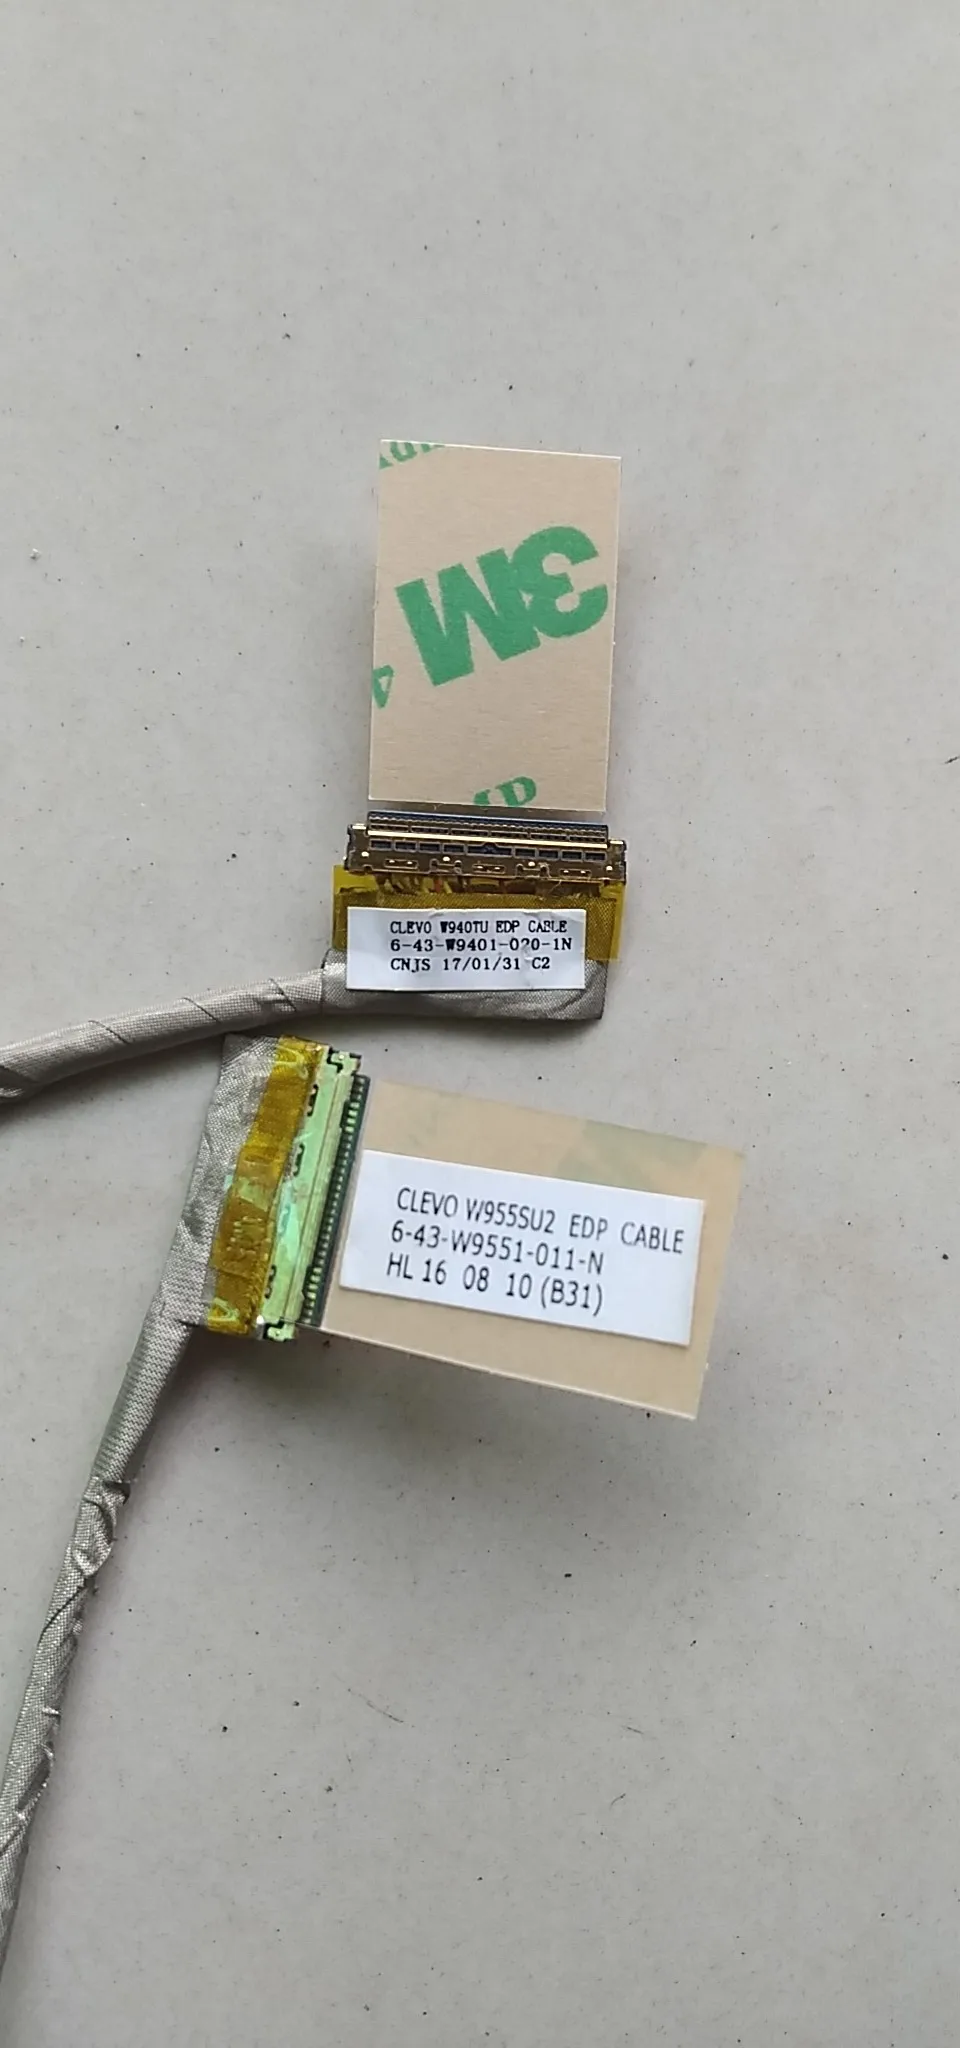 3M
CLEVO W940TU EDP CABLE
6-43-W9401-020-1N
CNJS 17/01/31 C2
CLEVO W955SU2 EDP CABLE
6-43-W9551-011-N
HL 16 08 10 (B31)